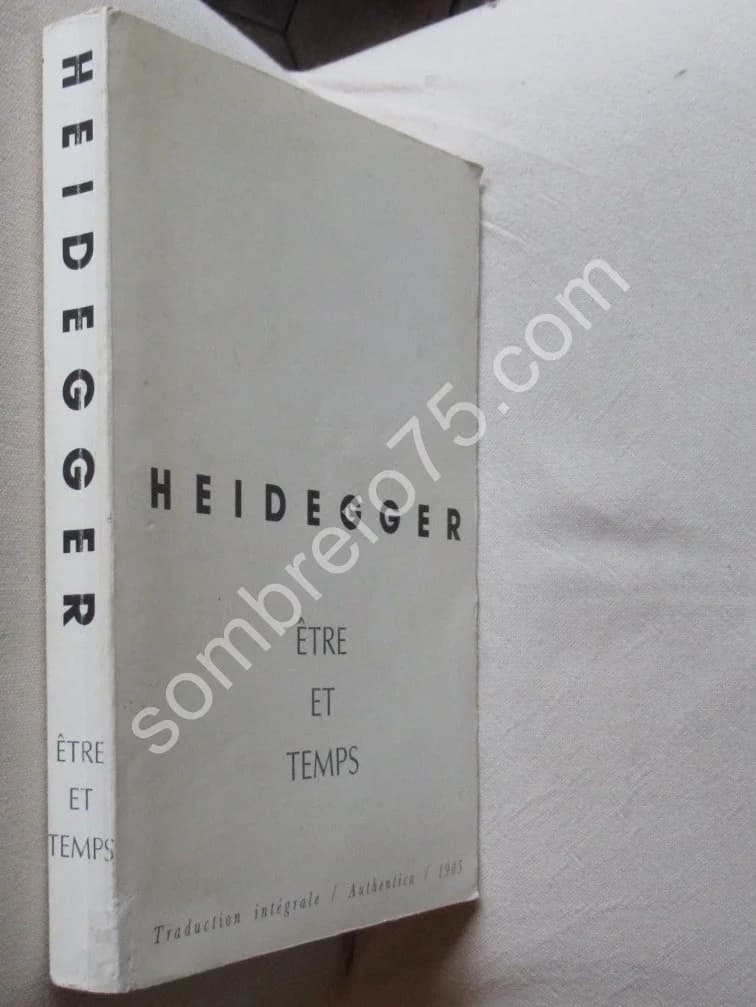 HEIDEGGER
ÊTRE
ET
TEMPS
HEIDEGGER
ÊTRE
ET
TEMPS
Traduction intégrale / Authentica / 1985
sombrero75.com